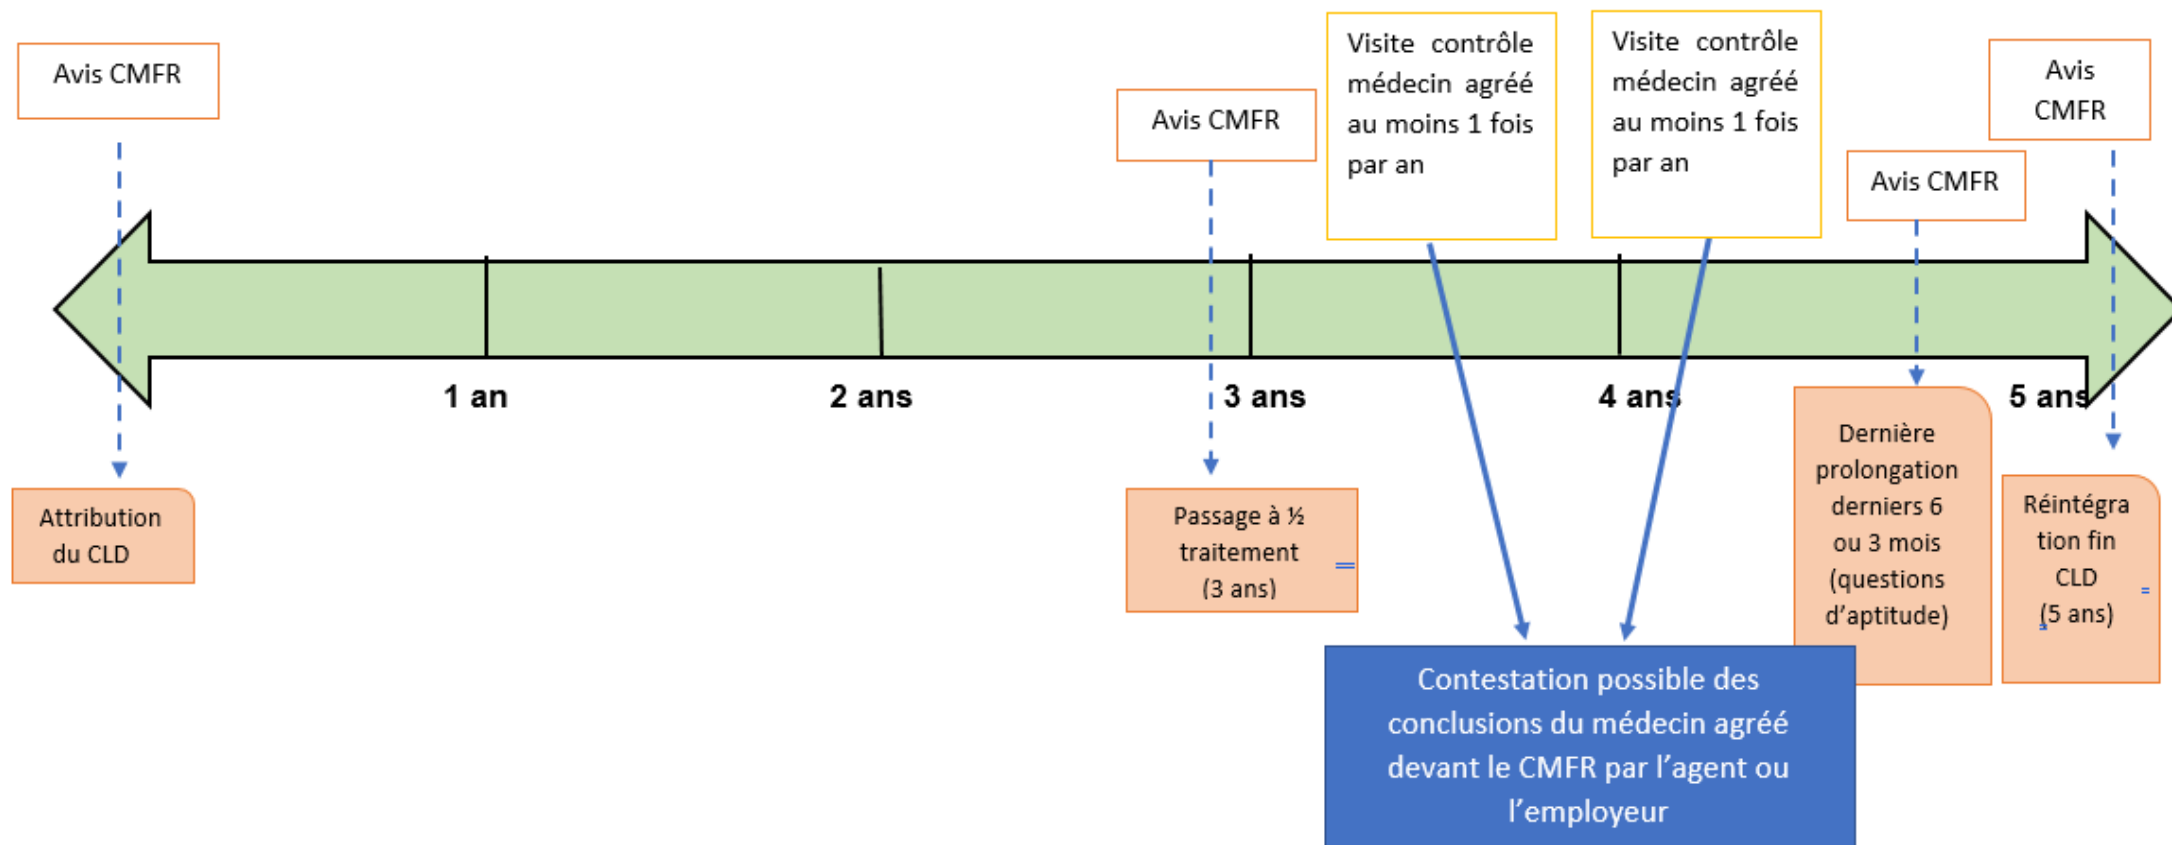 Avis CMFR
Avis CMFR
Visite contrôle
médecin agréé
au moins 1 fois
par an
Visite contrôle
médecin agréé
au moins 1 fois
par an
Avis CMFR
Avis
CMFR
1 an
2 ans
3 ans
4 ans
5 ans
Attribution
du CLD
Passage à ½
traitement
(3 ans)
Dernière
prolongation
derniers 6
ou 3 mois
(questions
d’aptitude)
Réintégra
tion fin
CLD
(5 ans)
Contestation possible des
conclusions du médecin agréé
devant le CMFR par l’agent ou
l’employeur